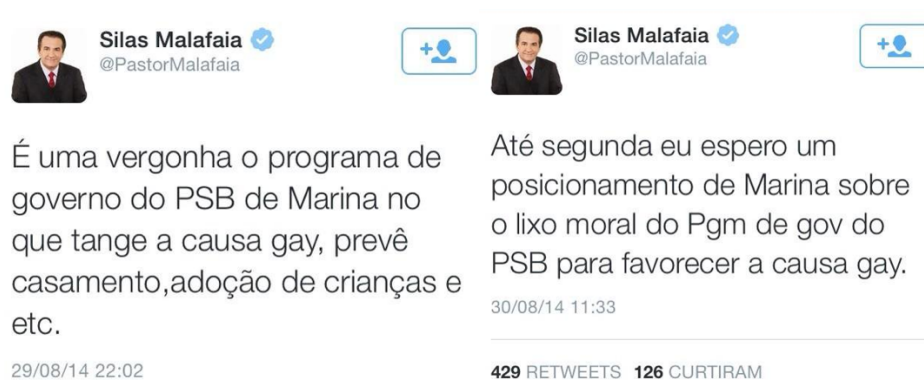 Silas Malafaia
@PastorMalafaia
É uma vergonha o programa de
governo do PSB de Marina no
que tange a causa gay, prevê
casamento,adoção de crianças e
etc.
29/08/14 22:02
Silas Malafaia
@PastorMalafaia
Até segunda eu espero um
posicionamento de Marina sobre
o lixo moral do Pgm de gov do
PSB para favorecer a causa gay.
30/08/14 11:33
429 RETWEETS 126 CURTIRAM